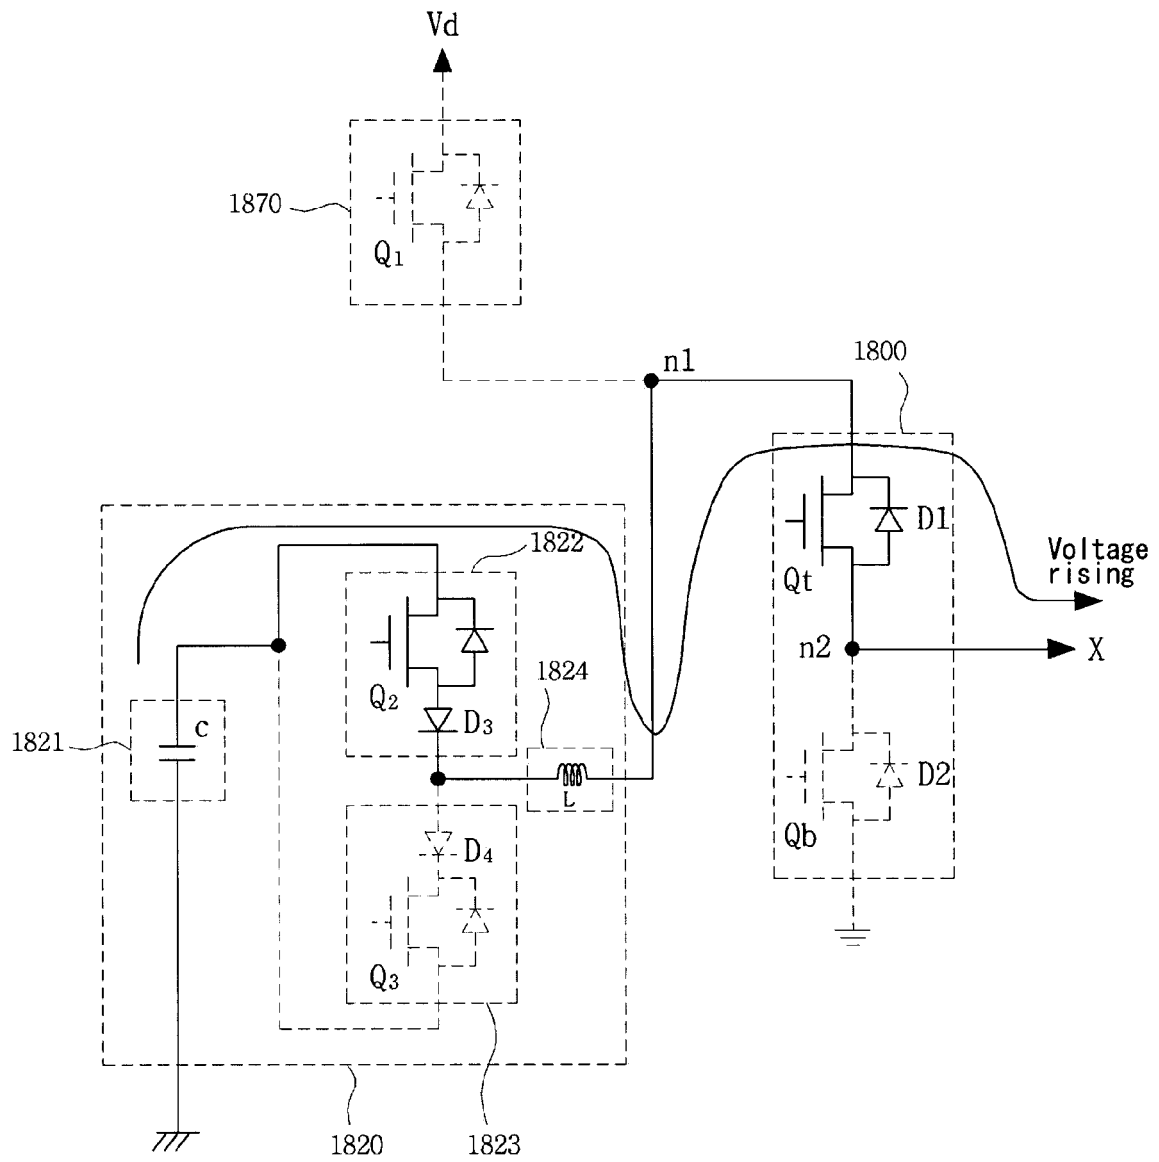 Vd
1870
Q1
n1
1800
D1
Qt
Voltage
rising
1822
n2
X
Q2
D3
1824
1821
C
L
D2
Qb
D4
Q3
1820
1823